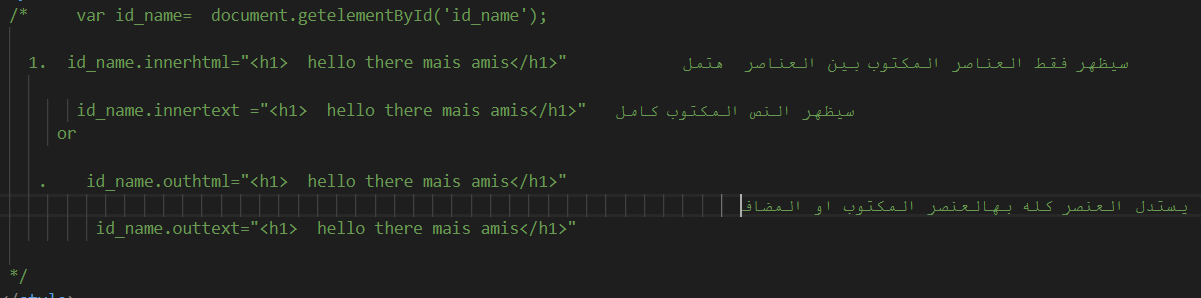 /*     var id_name=  document.getelementById('id_name');
1.  id_name.innerhtml="<h1>  hello there mais amis</h1>"            سيظهر فقط العناصر المكتوب بين العناصر  هتمل
id_name.innertext ="<h1>  hello there mais amis</h1>"   سيظهر النص المكتوب كامل
or
.    id_name.outhtml="<h1>  hello there mais amis</h1>"
يستدل العنصر كله بهالعنصر المكتوب او المضاف
id_name.outtext="<h1>  hello there mais amis</h1>"
*/
</style>